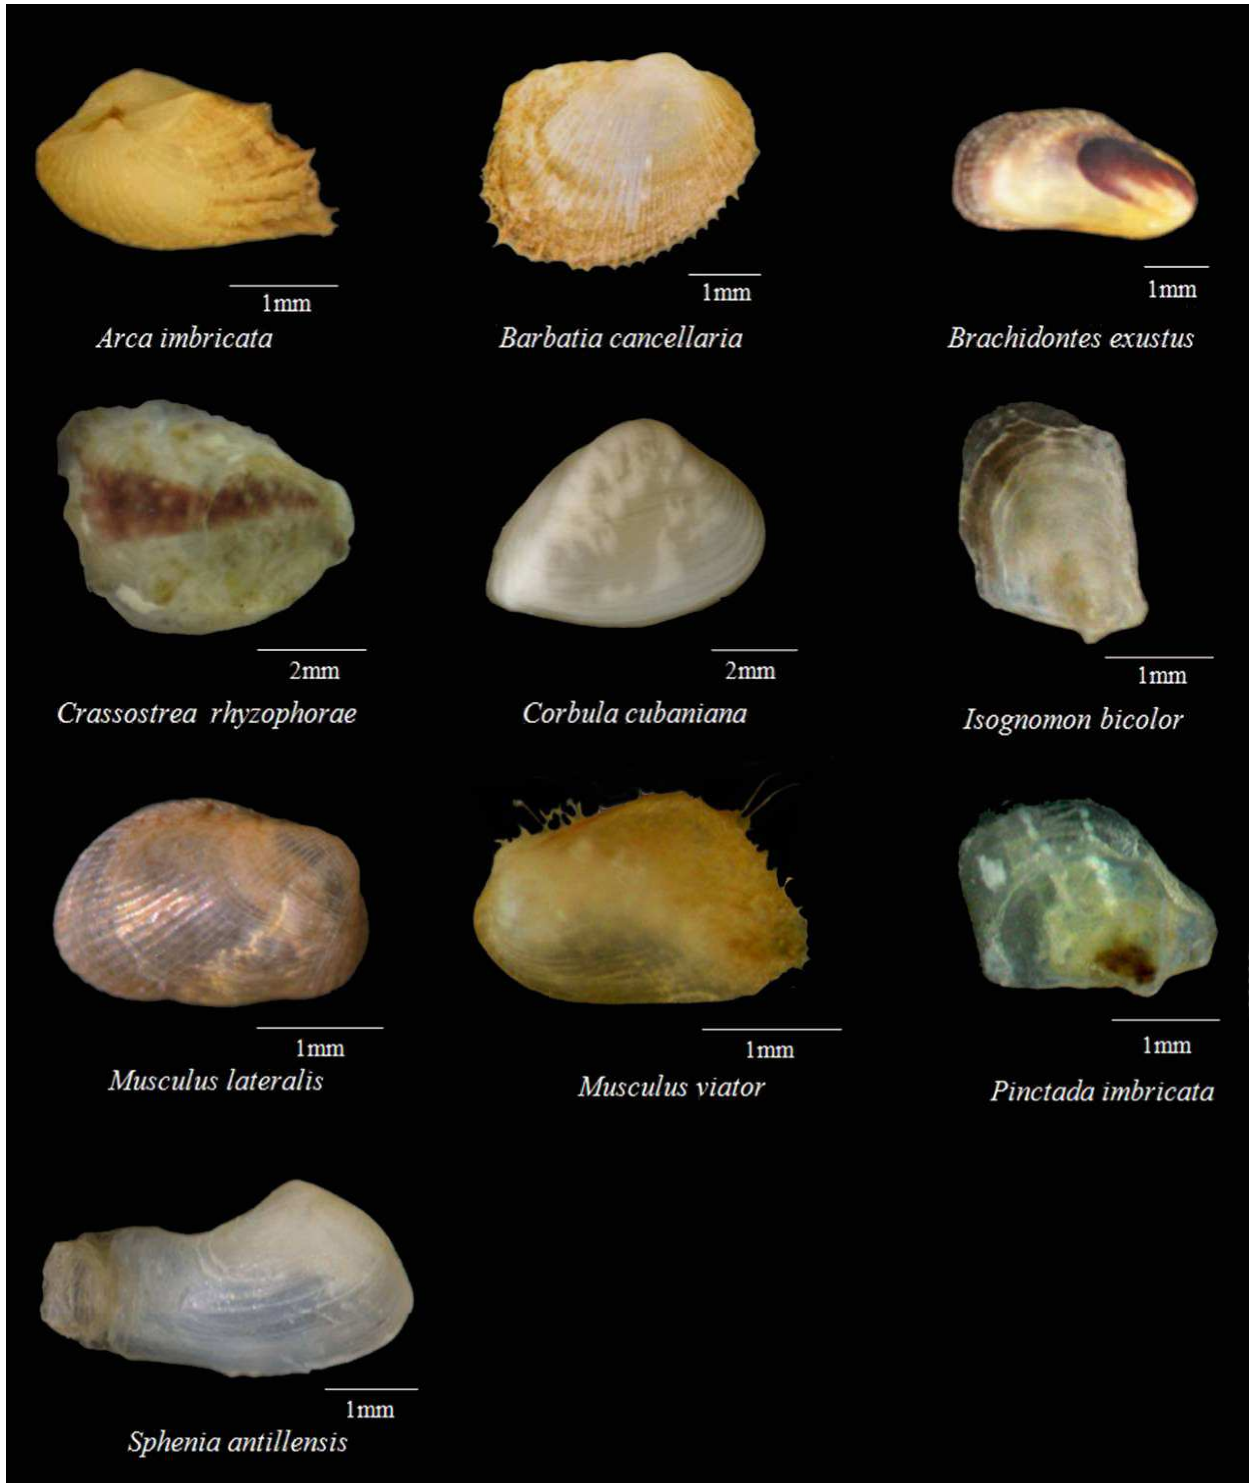 1mm
1mm
1mm
Arca imbricata
Barbatia cancellaria
Brachidontes exustus
2mm
2mm
1mm
Crassostrea rhyzophorae
Corbula cubaniana
Isognomon bicolor
1mm
1mm
1mm
Musculus lateralis
Musculus viator
Pinctada imbricata
1mm
Sphenia antillensis